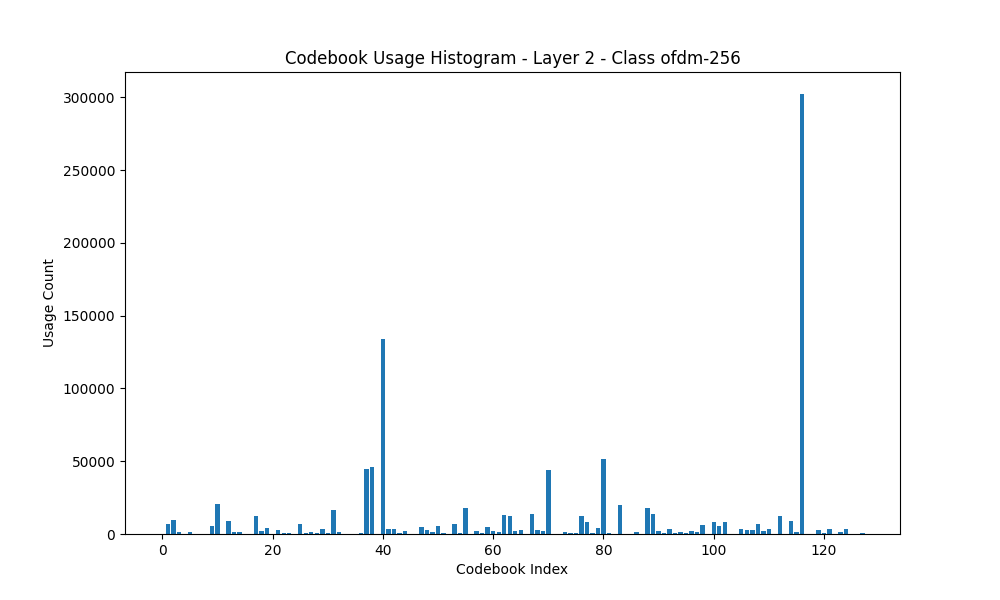 Codebook Usage Histogram - Layer 2 - Class ofdm-256
300000
250000
200000
150000
100000
50000
0
Usage Count
0 20 40 60 80 100 120
Codebook Index